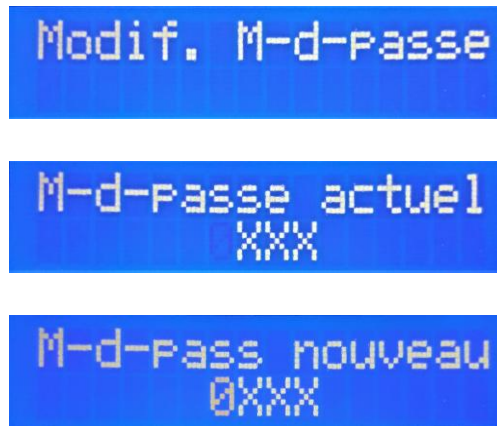 Modif. M-d-passe
M-d-passe actuel
0XXX
M-d-pass nouveau
0XXX